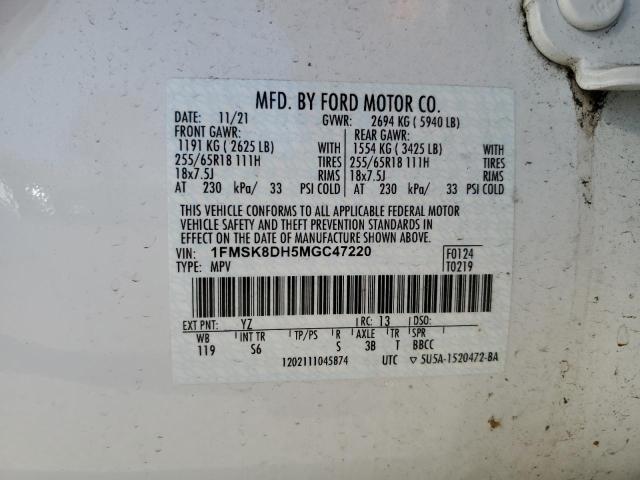 MFD. BY FORD MOTOR CO.
DATE: 11/21 GVWR: 2694 KG ( 5940 LB)
FRONT GAWR: REAR GAWR:
1191 KG ( 2625 LB) WITH 1554 KG ( 3425 LB) WITH
255/65R18 111H TIRES 255/65R18 111H TIRES
18x7.5J RIMS 18x7.5J RIMS
AT 230 kPa/ 33 PSI COLD AT 230 kPa/ 33 PSI COLD
THIS VEHICLE CONFORMS TO ALL APPLICABLE FEDERAL MOTOR
VEHICLE SAFETY AND THEFT PREVENTION STANDARDS IN
EFFECT ON THE DATE OF MANUFACTURE SHOWN ABOVE.
VIN: 1FMSK8DH5MGC47220 F0124
TYPE: MPV T0219
EXT PNT: YZ RC: 13 DSO:
WB INT TR TP/PS R AXLE TR SPR
119 S6 S 3B T BBCC
1202111045874 UTC ▽ 5U5A-1520472-BA